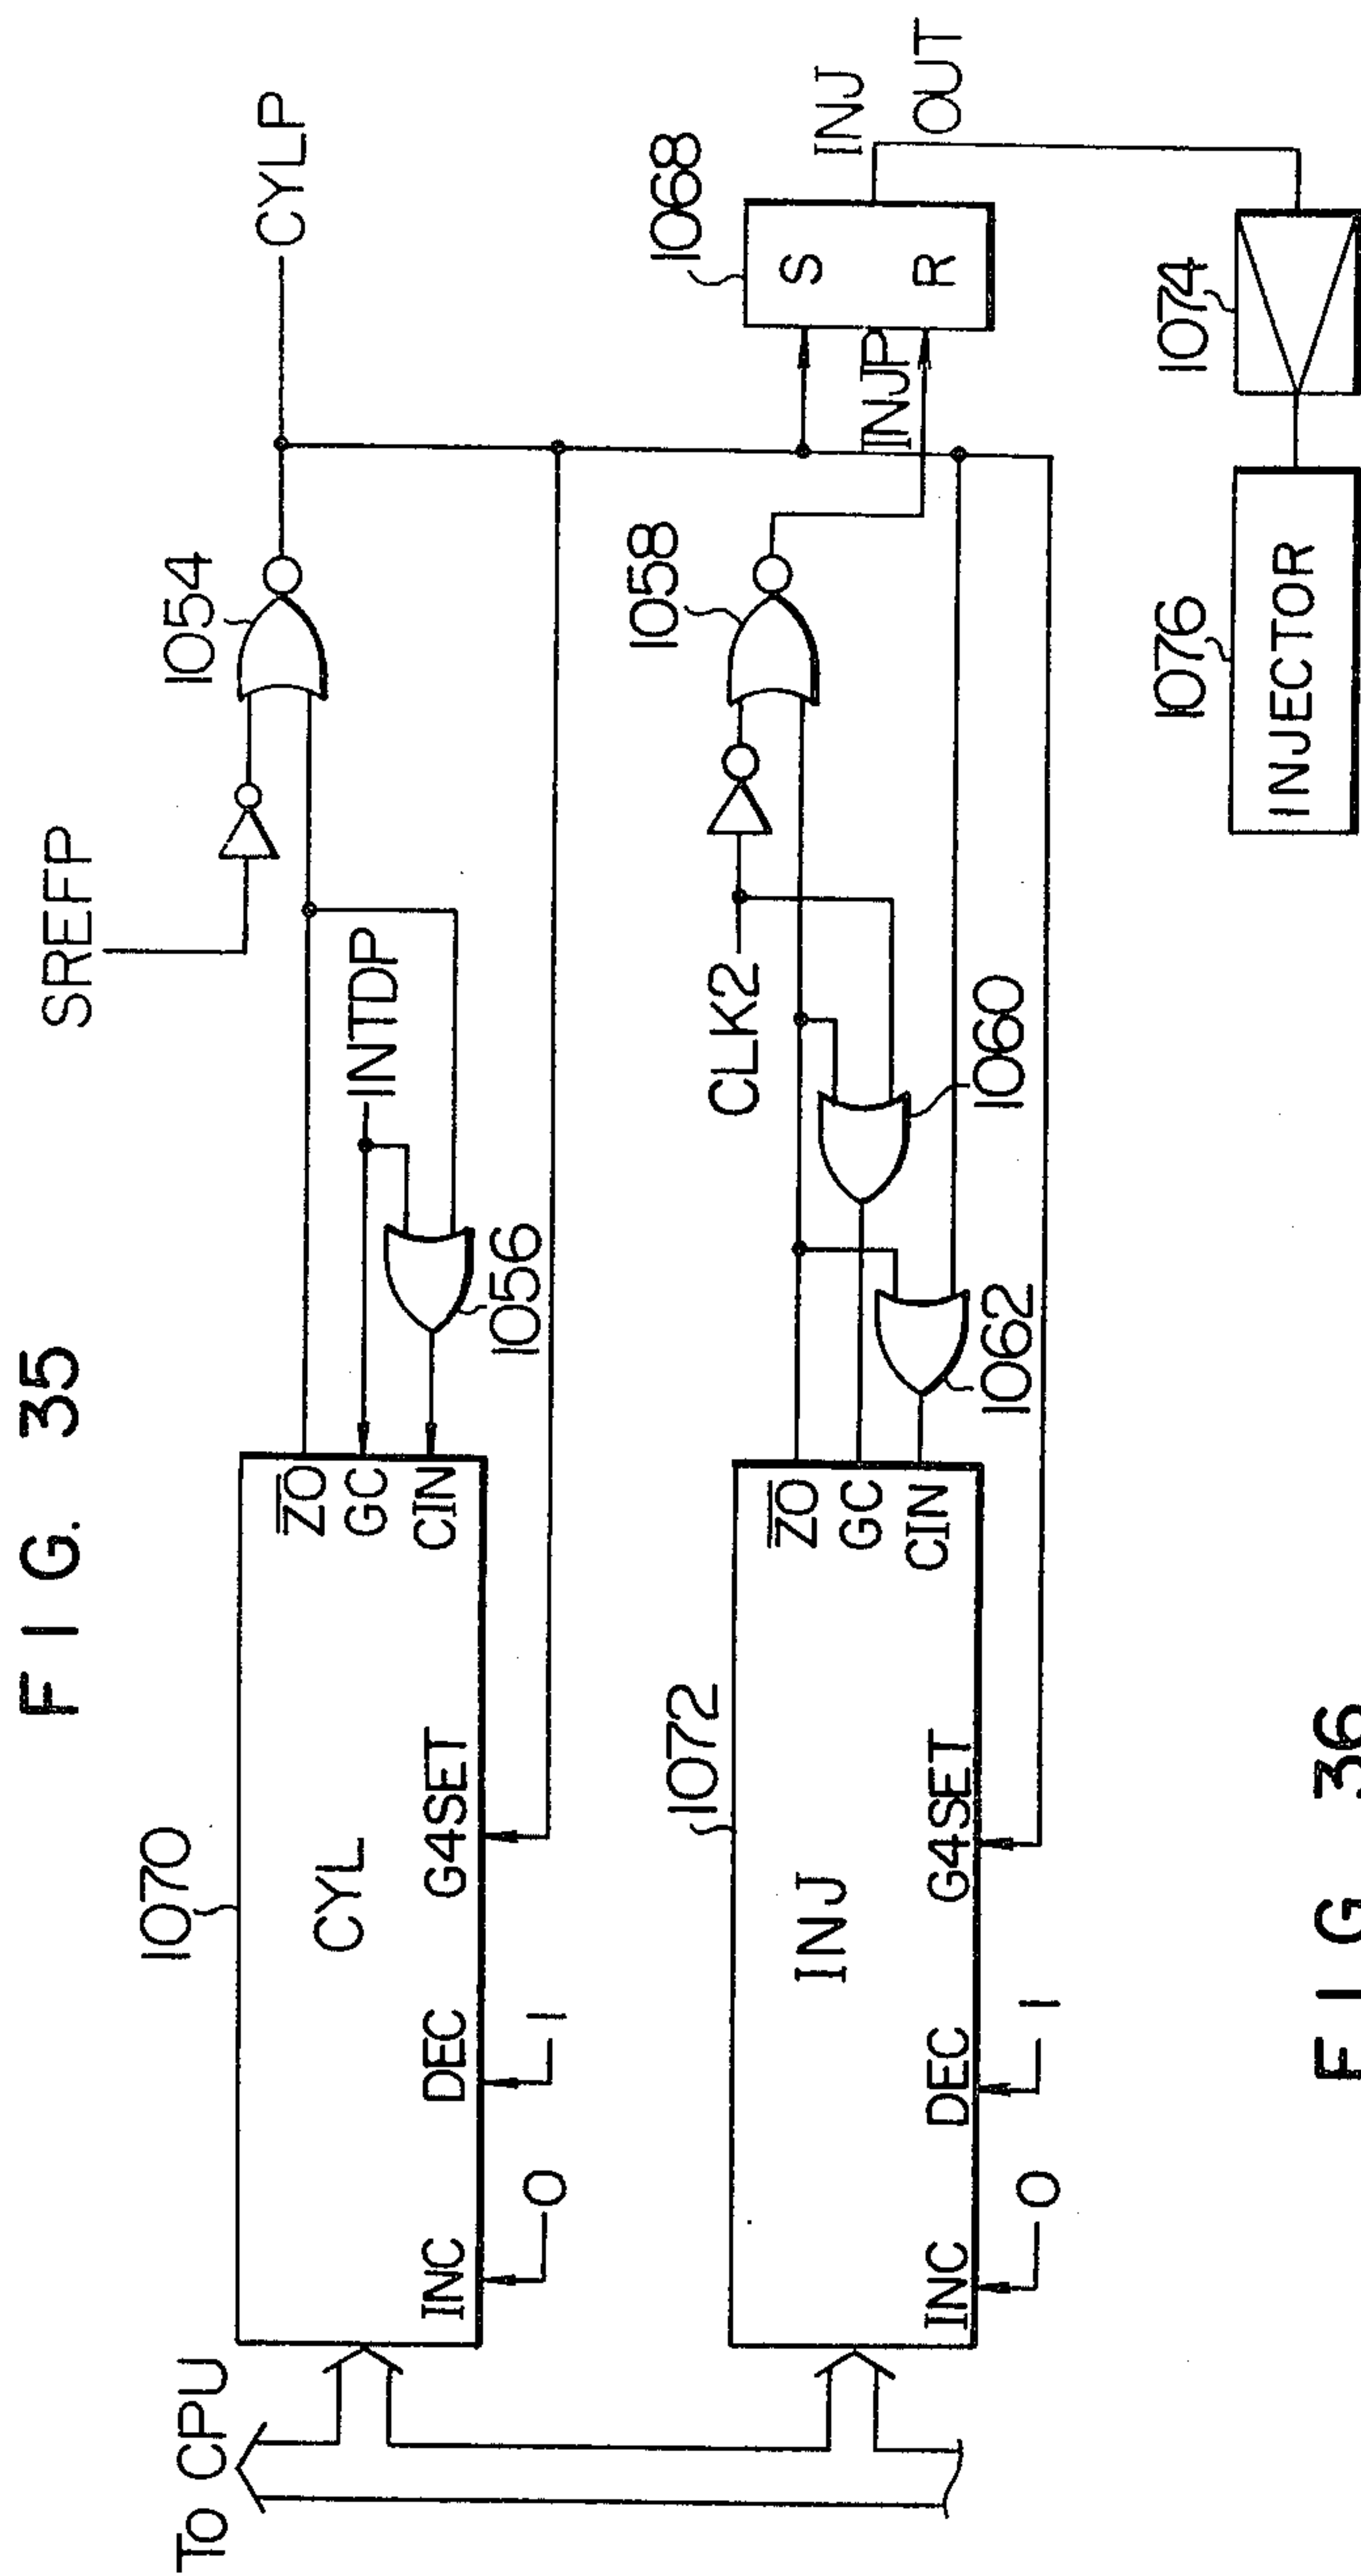 FIG. 35
To CPU
1070
CYL
INC
DEC
G4SET
0
1
Z̅O̅
GC
CIN
SREFP
INTDP
1056
1054
CYLP
1072
INJ
INC
DEC
G4SET
0
1
Z̅O̅
GC
CIN
CLK2
1062
1060
1058
INJP
1068
S
R
INJ
OUT
1076
INJECTOR
1074
FIG 36